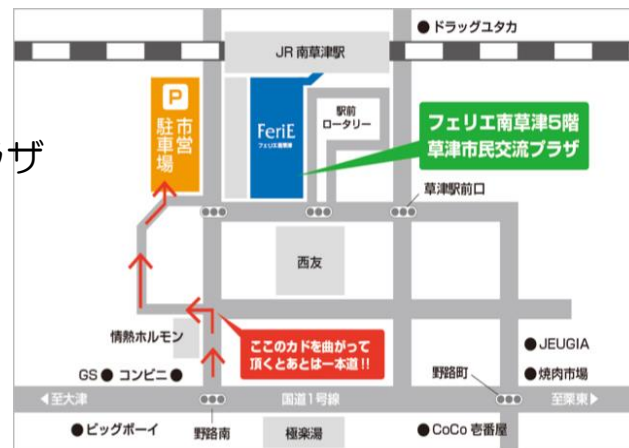 ドラッグユタカ
JR 南草津駅
P
市営
駐車場
FeriE
フェリエ南草津
駅前
ロータリー
フェリエ南草津5階
草津市民交流プラザ
ザ
草津駅前口
西友
情熱ホルモン
ここのカドを曲がって
頂くとあとは一本道!!
JEUGIA
GS
コンビニ
野路町
焼肉市場
至大津
国道1号線
至栗東
ビッグボーイ
野路南
極楽湯
CoCo 壱番屋